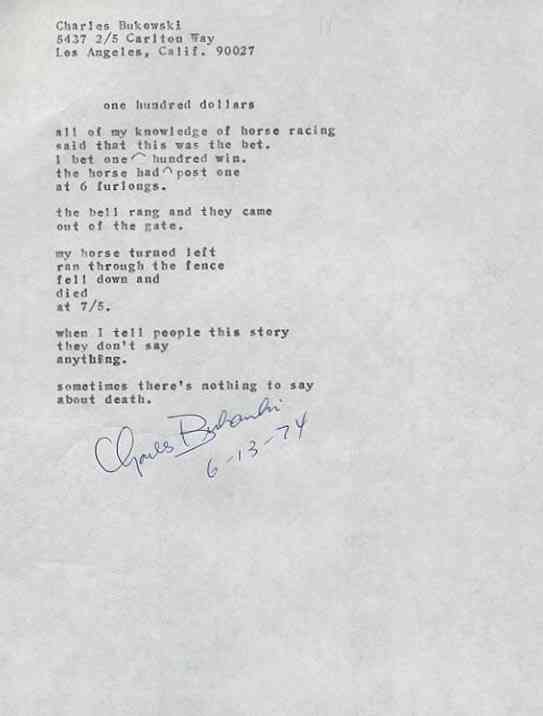 Charles Bukowski
5437 2/5 Carlton Way
Los Angeles, Calif. 90027
one hundred dollars
all of my knowledge of horse racing
said that this was the bet.
I bet one hundred win.
the horse had post one
at 6 furlongs.
the bell rang and they came
out of the gate.
my horse turned left
ran through the fence
fell down and
died
at 7/5.
when I tell people this story
they don't say
anything.
sometimes there's nothing to say
about death.
Charles Bukowski
6-13-74